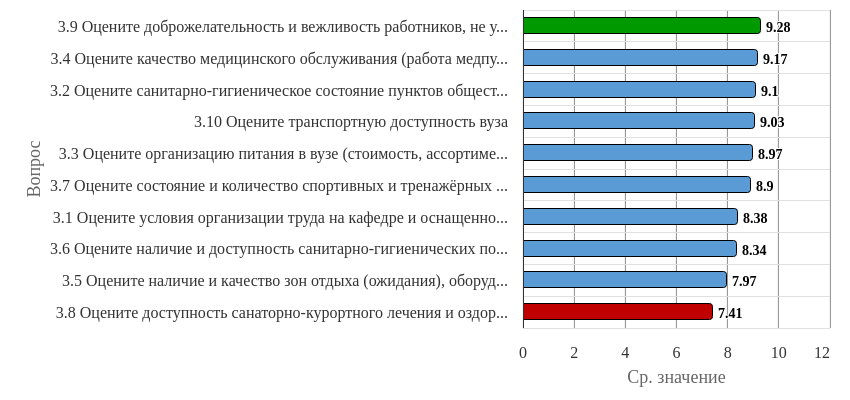 3.9 Оцените доброжелательность и вежливость работников, не у... 9.28
3.4 Оцените качество медицинского обслуживания (работа медпу... 9.17
3.2 Оцените санитарно-гигиеническое состояние пунктов общест... 9.1
3.10 Оцените транспортную доступность вуза 9.03
3.3 Оцените организацию питания в вузе (стоимость, ассортиме... 8.97
3.7 Оцените состояние и количество спортивных и тренажёрных ... 8.9
3.1 Оцените условия организации труда на кафедре и оснащенно... 8.38
3.6 Оцените наличие и доступность санитарно-гигиенических по... 8.34
3.5 Оцените наличие и качество зон отдыха (ожидания), оборуд... 7.97
3.8 Оцените доступность санаторно-курортного лечения и оздор... 7.41
Вопрос
0 2 4 6 8 10 12
Ср. значение